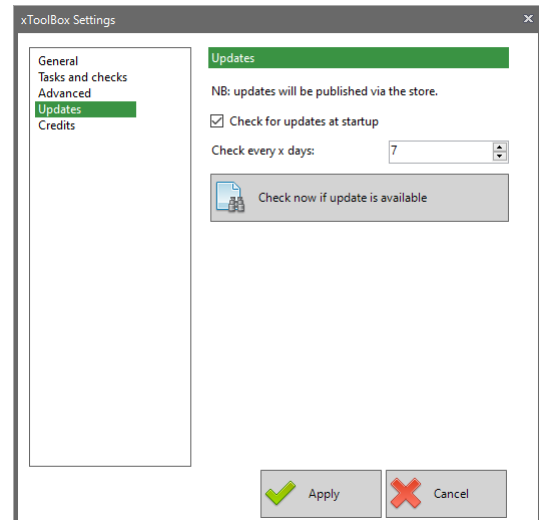 xToolBox Settings
General
Tasks and checks
Advanced
Updates
Credits
Updates
NB: updates will be published via the store.
Check for updates at startup
Check every x days: 7
Check now if update is available
Apply
Cancel